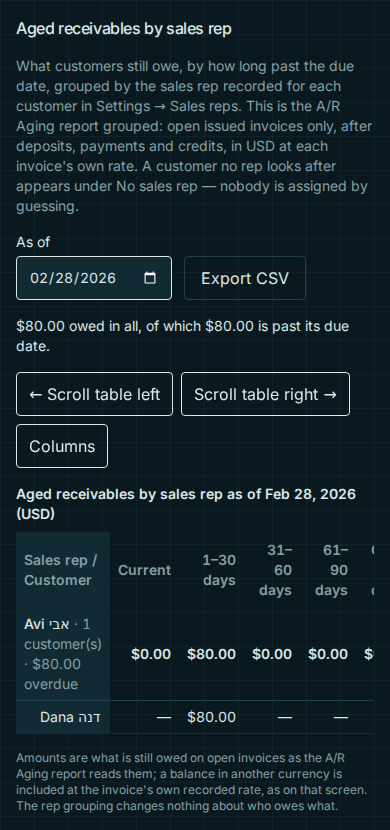 Aged receivables by sales rep
What customers still owe, by how long past the due
date, grouped by the sales rep recorded for each
customer in Settings → Sales reps. This is the A/R
Aging report grouped: open issued invoices only, after
deposits, payments and credits, in USD at each
invoice's own rate. A customer no rep looks after
appears under No sales rep — nobody is assigned by
guessing.
As of
02/28/2026
Export CSV
$80.00 owed in all, of which $80.00 is past its due
date.
← Scroll table left
Scroll table right →
Columns
Aged receivables by sales rep as of Feb 28, 2026
(USD)
Sales rep /
Customer
Current
1–30
days
31–
60
days
61–
90
days
Avi אבי · 1
customer(s)
· $80.00
overdue
$0.00 $80.00 $0.00 $0.00
Dana דנה — $80.00 — —
Amounts are what is still owed on open invoices as the A/R
Aging report reads them; a balance in another currency is
included at the invoice's own recorded rate, as on that screen.
The rep grouping changes nothing about who owes what.